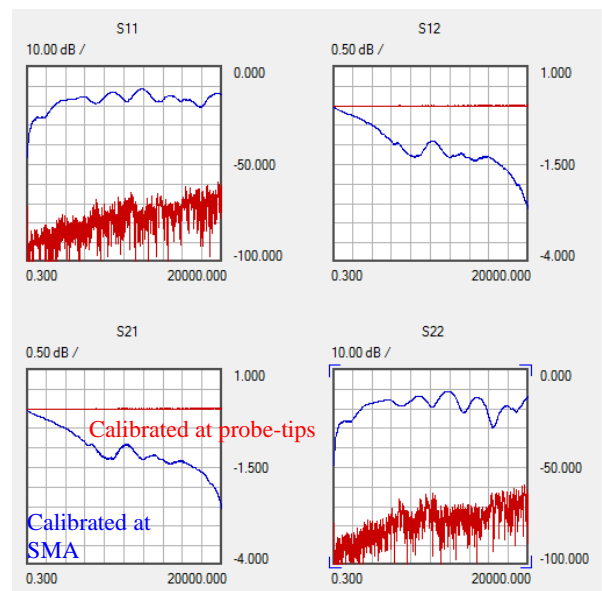 S11
10.00 dB /
0.000
-50.000
-100.000
0.300
20000.000
S12
0.50 dB /
1.000
-1.500
-4.000
0.300
20000.000
S21
0.50 dB /
1.000
Calibrated at probe-tips
-1.500
Calibrated at
SMA
-4.000
0.300
20000.000
S22
10.00 dB /
0.000
-50.000
-100.000
0.300
20000.000